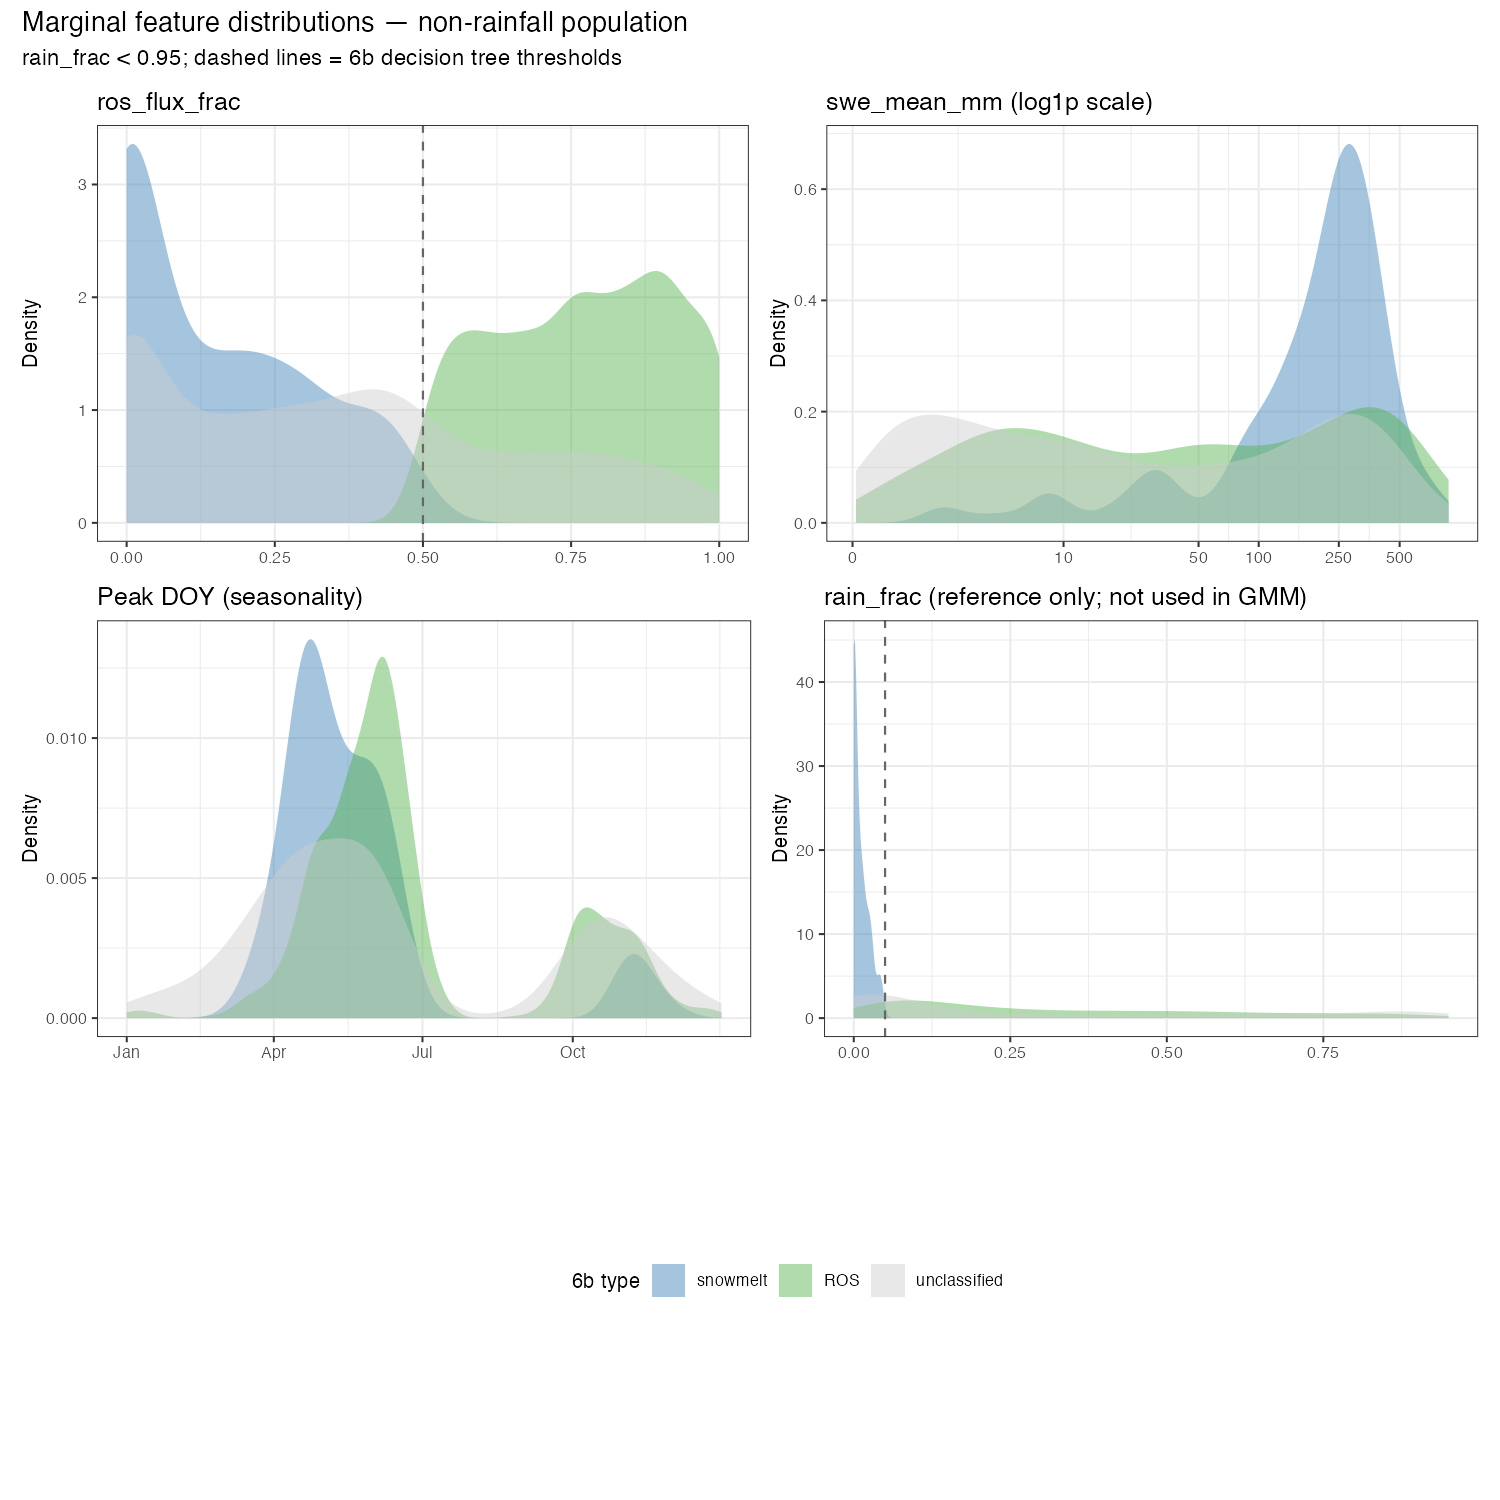 Marginal feature distributions — non-rainfall population
rain_frac < 0.95; dashed lines = 6b decision tree thresholds
ros_flux_frac
Density
3
2
1
0
0.00 0.25 0.50 0.75 1.00
swe_mean_mm (log1p scale)
Density
0.6
0.4
0.2
0.0
0 10 50 100 250 500
Peak DOY (seasonality)
Density
0.010
0.005
0.000
Jan Apr Jul Oct
rain_frac (reference only; not used in GMM)
Density
40
30
20
10
0
0.00 0.25 0.50 0.75
6b type snowmelt ROS unclassified